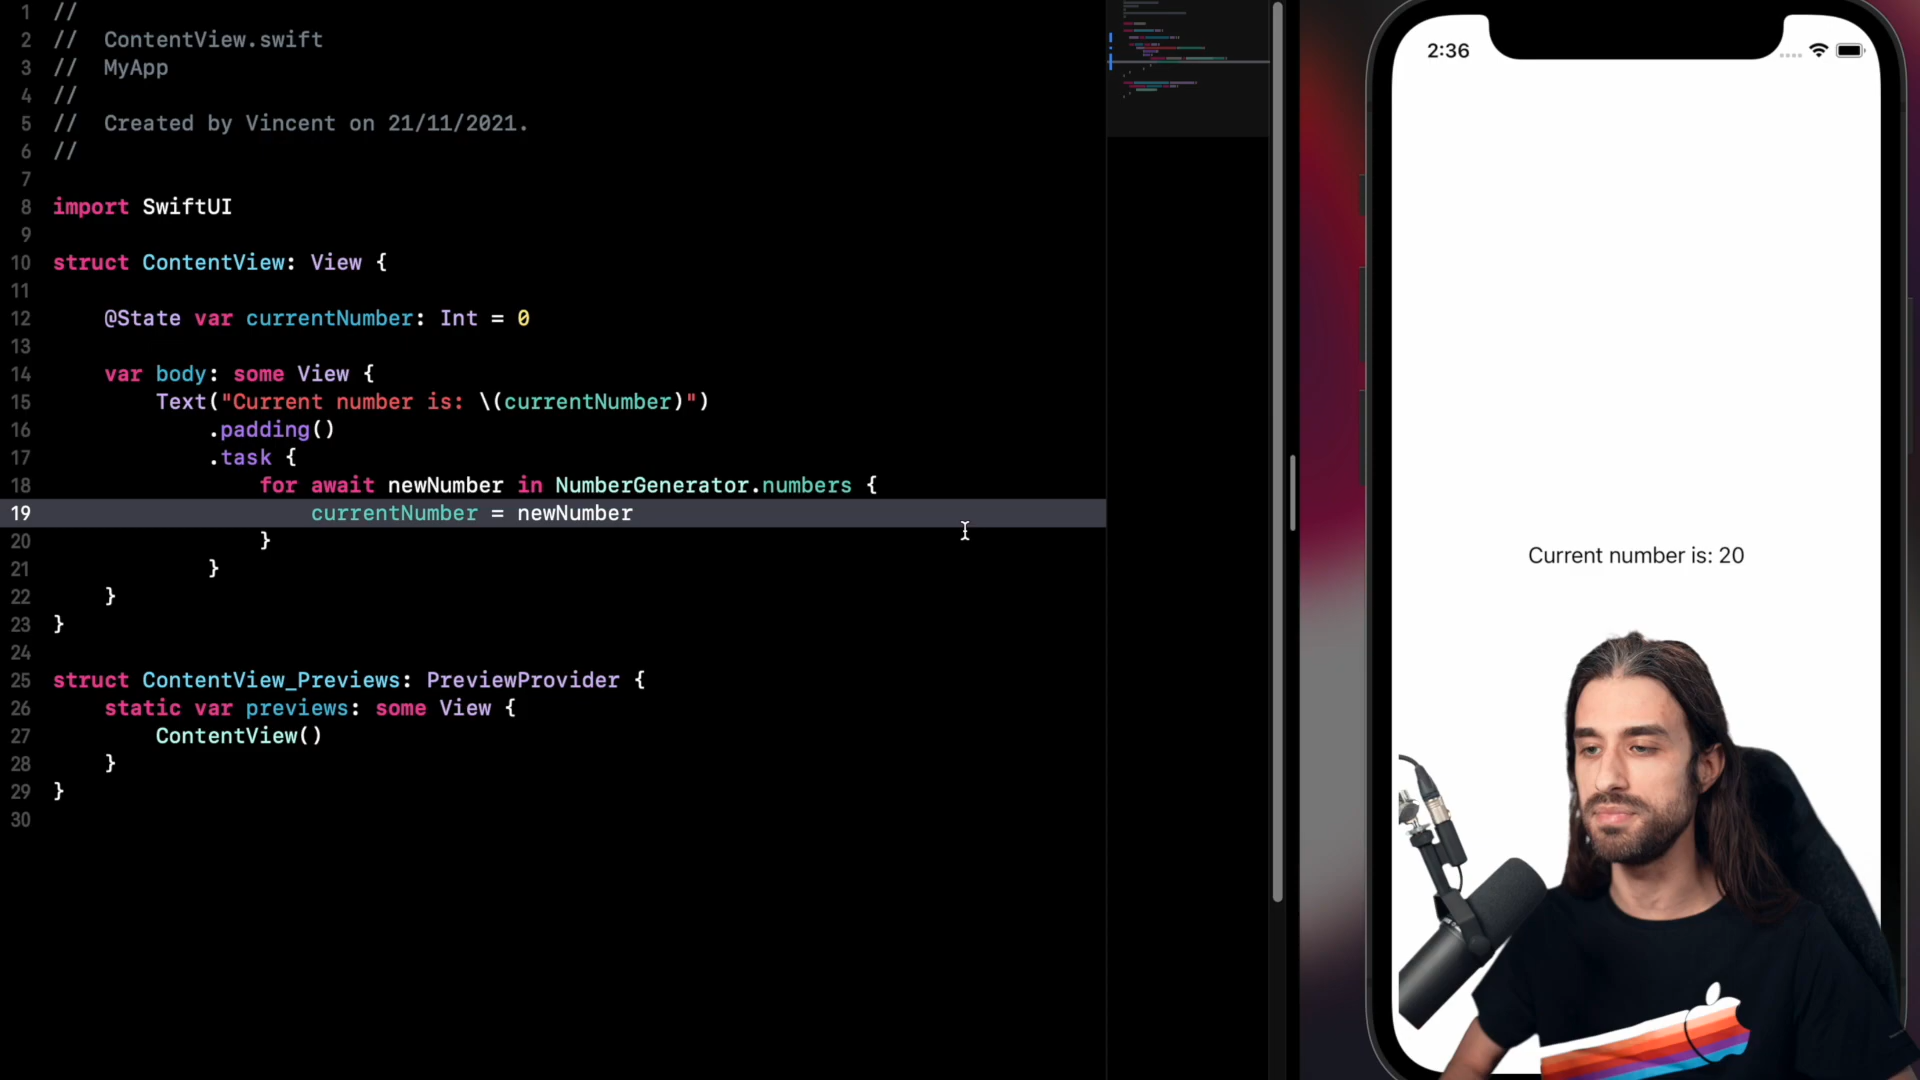 1 //
2 // ContentView.swift
3 // MyApp
4 //
5 // Created by Vincent on 21/11/2021.
6 //
7
8 import SwiftUI
9
10 struct ContentView: View {
11
12 @State var currentNumber: Int = 0
13
14 var body: some View {
15 Text("Current number is: \(currentNumber)")
16 .padding()
17 .task {
18 for await newNumber in NumberGenerator.numbers {
19 currentNumber = newNumber
20 }
21 }
22 }
23 }
24
25 struct ContentView_Previews: PreviewProvider {
26 static var previews: some View {
27 ContentView()
28 }
29 }
30
2:36
Current number is: 20